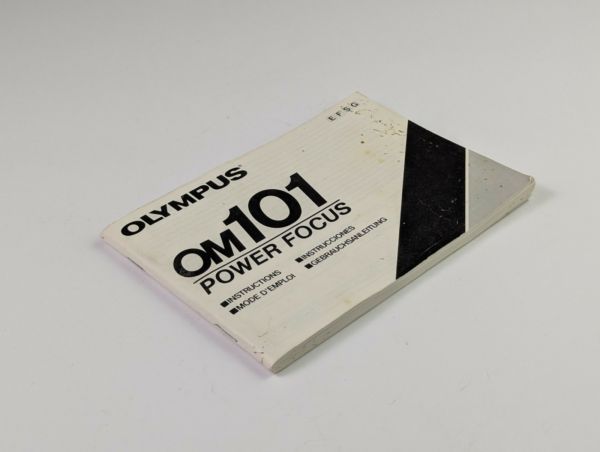 E F S G
OLYMPUS
OM101
POWER FOCUS
■INSTRUCTIONS ■INSTRUCCIONES
■MODE D'EMPLOI ■GEBRAUCHSANLEITUNG